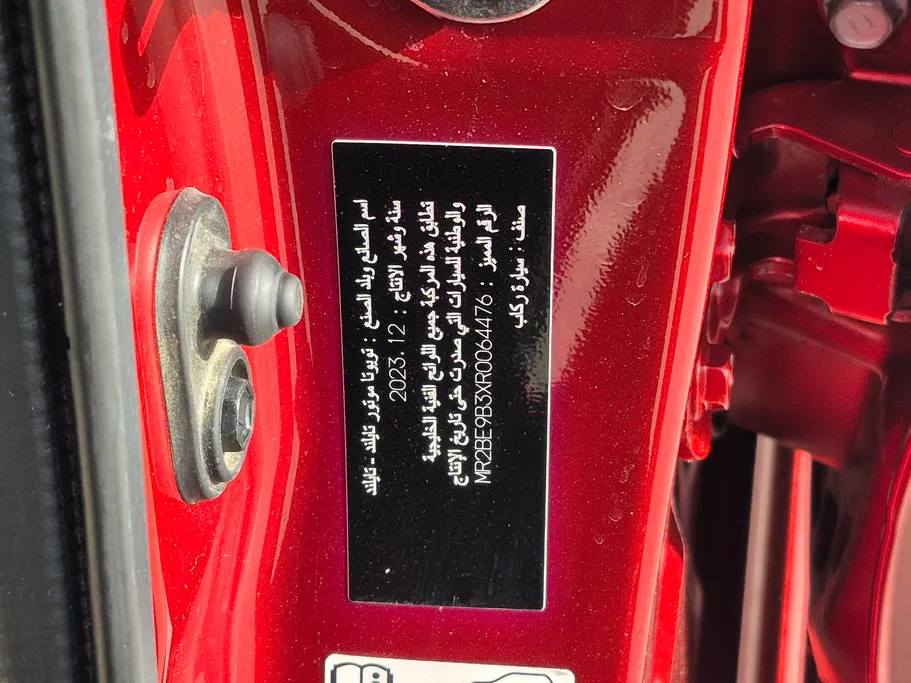 اسم الصانع وبلد الصنع : تويوتا موتور تايلند - تايلند
سنة وشهر الانتاج : 2023. 12
تطابق هذه المركبة جميع اللوائح الفنية الخليجية
والوطنية للسيارات التي صدرت حتى تاريخ الإنتاج
الرقم المميز : MR2BE9B3XR0064476
صنف : سيارة ركاب